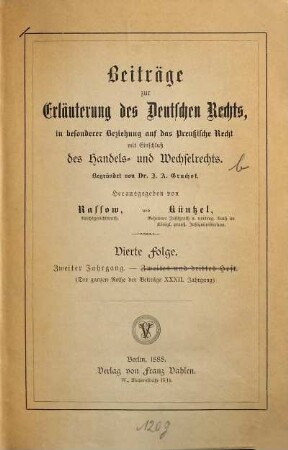 Beiträge
zur
Erläuterung des Deutschen Rechts,
in besonderer Beziehung auf das Preußische Recht
mit Einschluß
des Handels- und Wechselrechts.
b
Begründet von Dr. J. A. Gruchot.
Herausgegeben von
Rassow, und Küntzel,
Reichsgerichtsrath. Geheimer Justizrath u. vortrag. Rath im
Königl. preuß. Justizministerium.
Vierte Folge.
Zweiter Jahrgang. — Zweites und drittes Heft.
(Der ganzen Reihe der Beiträge XXXII. Jahrgang).
Berlin, 1888.
Verlag von Franz Vahlen.
W., Mohrenstraße 13/14.